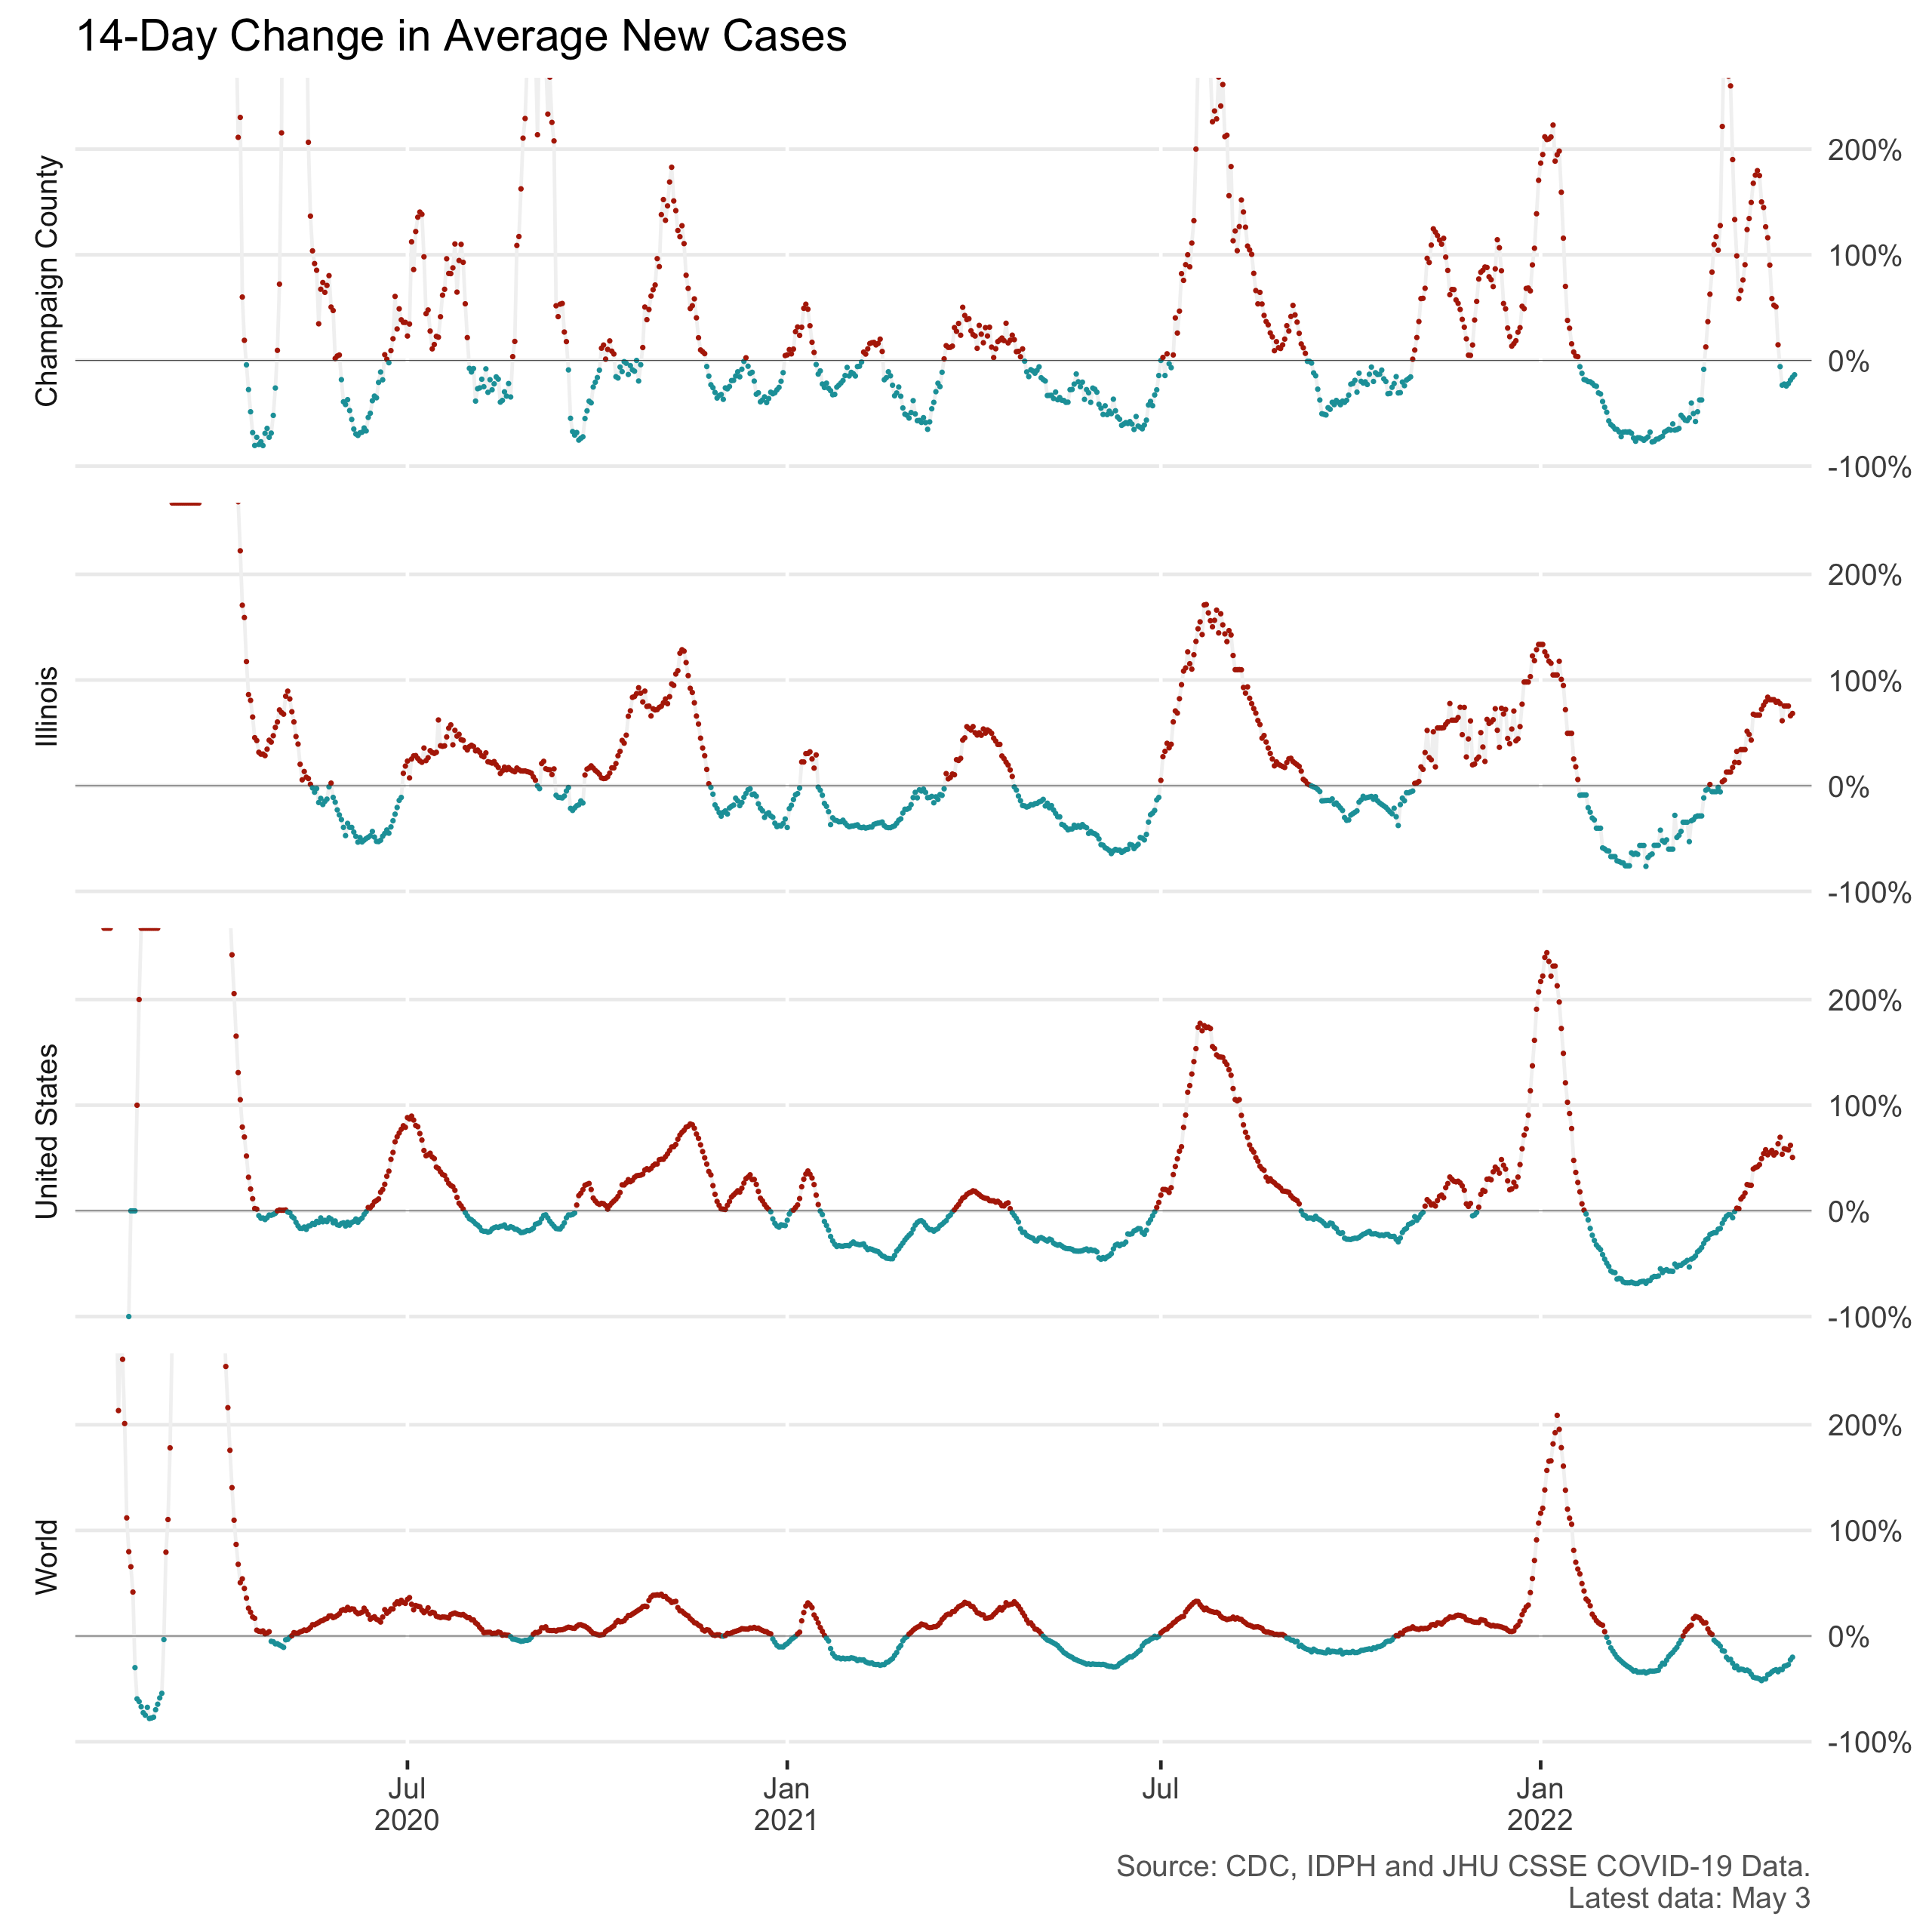 14-Day Change in Average New Cases
Champaign County
200%
100%
0%
-100%
Illinois
200%
100%
0%
-100%
United States
200%
100%
0%
-100%
World
200%
100%
0%
-100%
Jul
2020
Jan
2021
Jul
Jan
2022
Source: CDC, IDPH and JHU CSSE COVID-19 Data.
Latest data: May 3